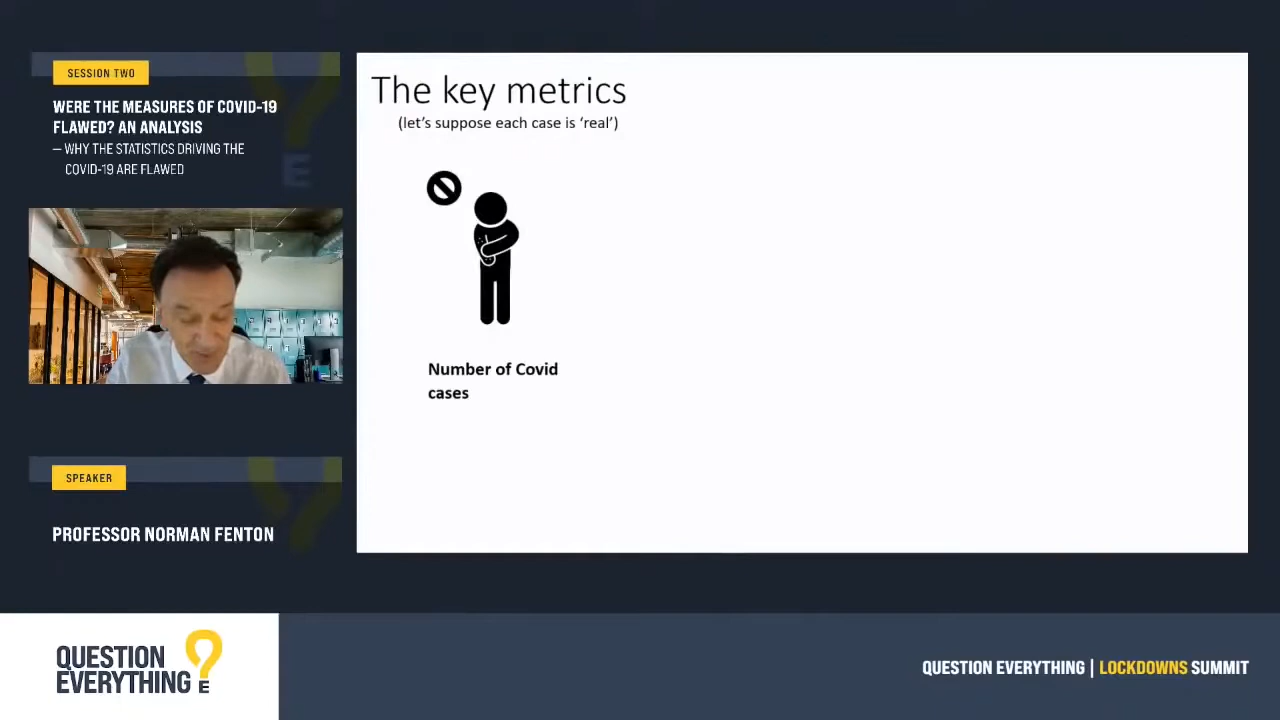 SESSION TWO
WERE THE MEASURES OF COVID-19
FLAWED? AN ANALYSIS
– WHY THE STATISTICS DRIVING THE
COVID-19 ARE FLAWED
The key metrics
(let's suppose each case is 'real')
Number of Covid
cases
SPEAKER
PROFESSOR NORMAN FENTON
QUESTION
EVERYTHING
E
QUESTION EVERYTHING | LOCKDOWNS SUMMIT
E